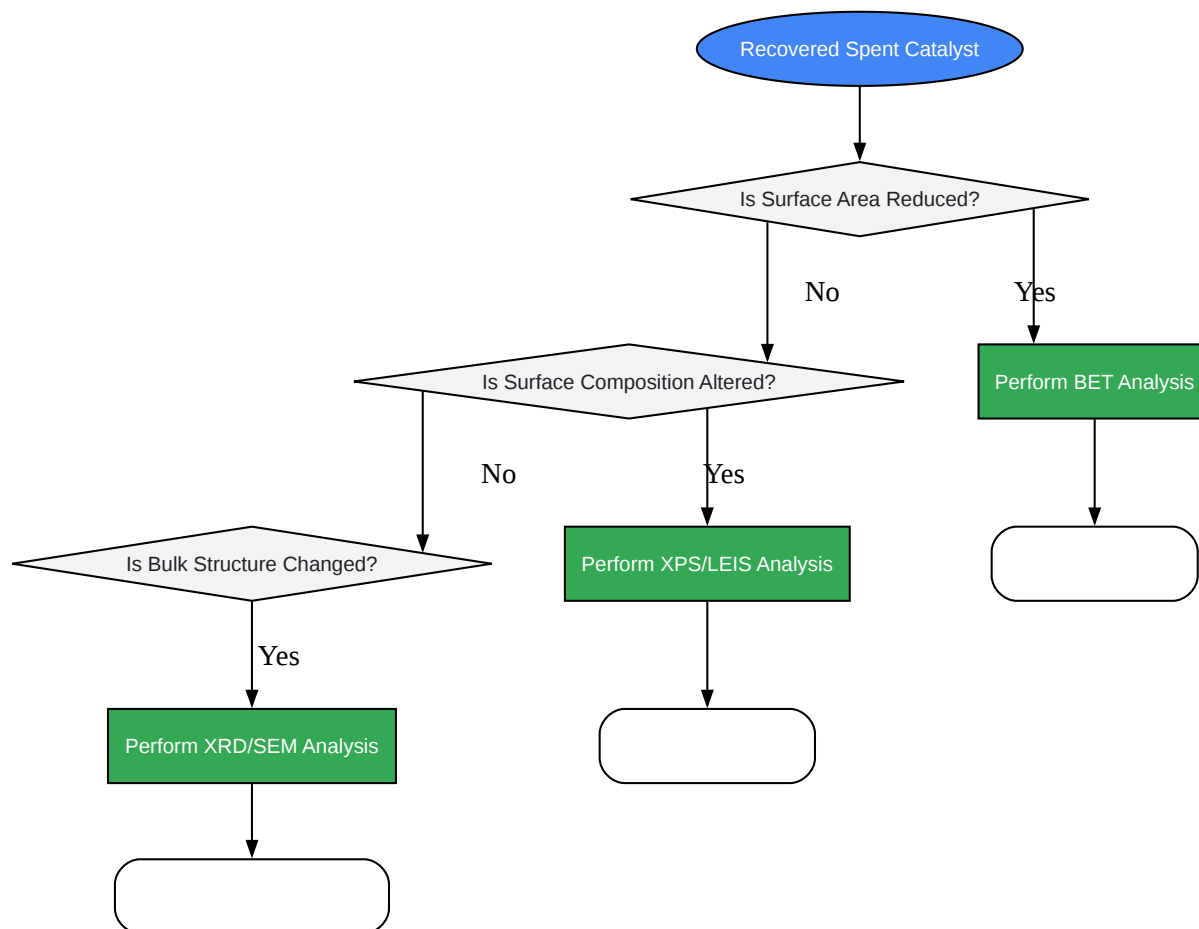 Recovered Spent Catalyst
Is Surface Area Reduced?
No
Yes
Is Surface Composition Altered?
Perform BET Analysis
No
Yes
Is Bulk Structure Changed?
Perform XPS/LEIS Analysis
Yes
Perform XRD/SEM Analysis